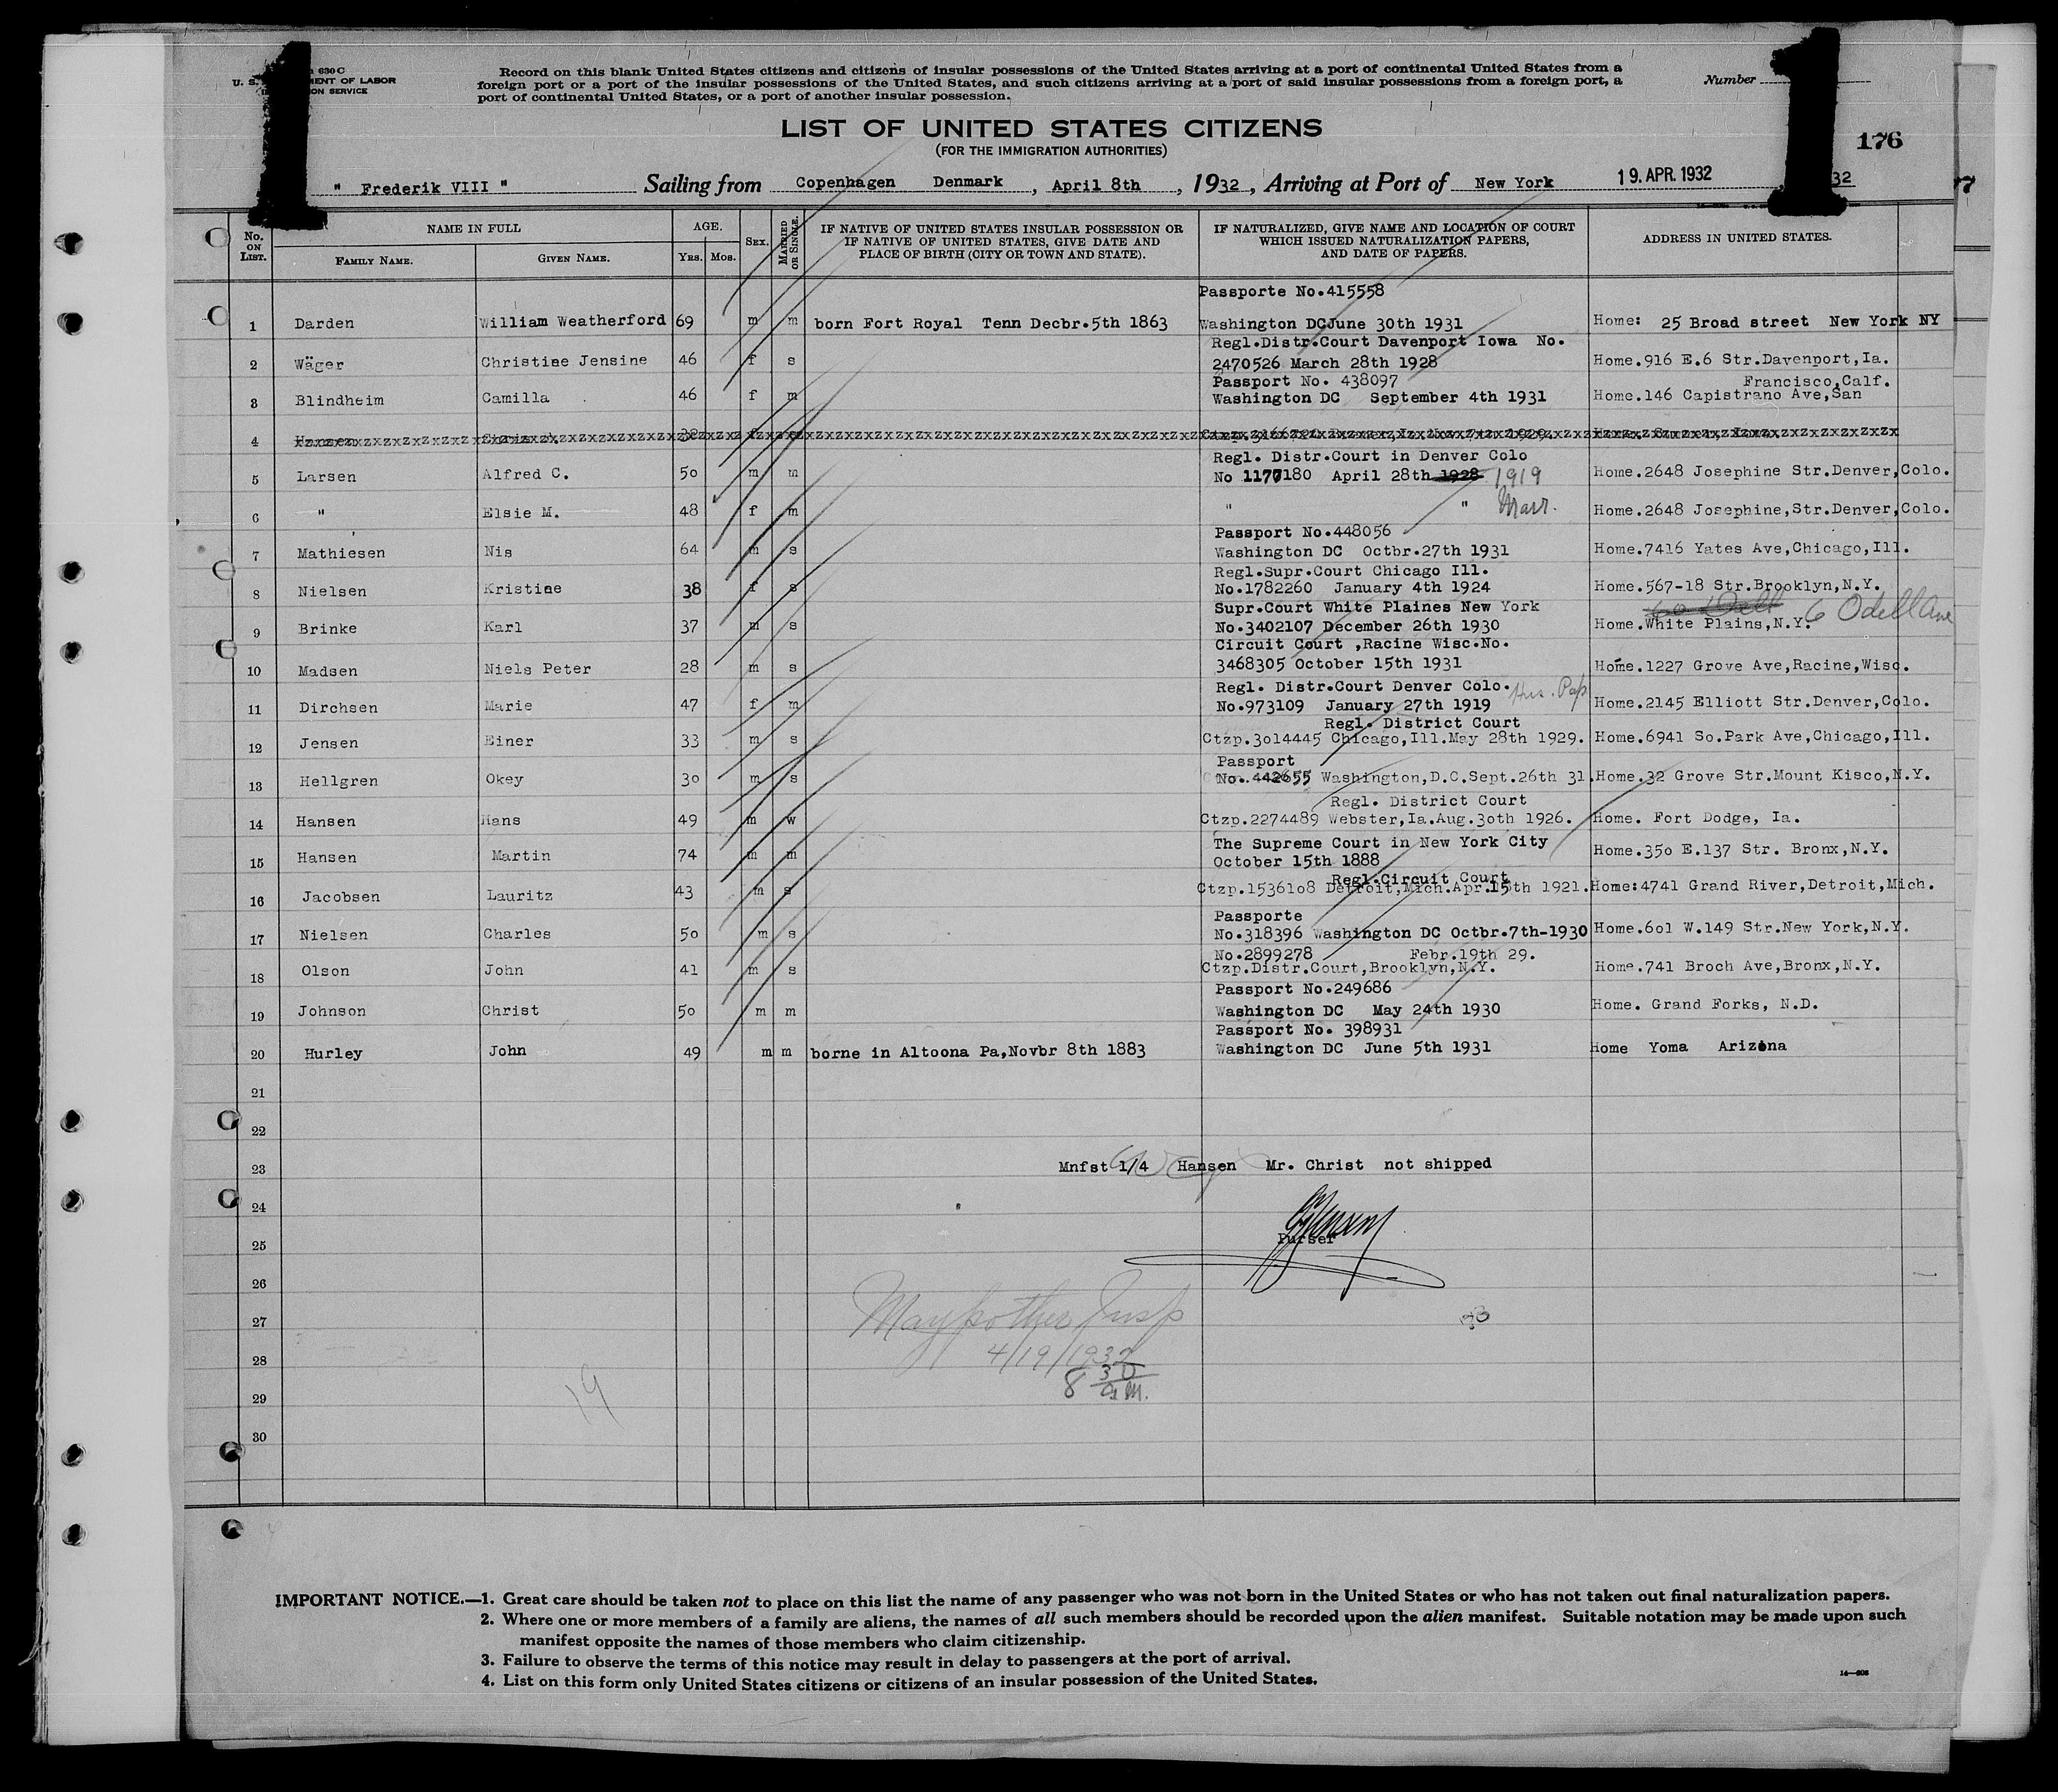 630 C
U. S. MENT OF LABOR
ION SERVICE
Record on this blank United States citizens and citizens of insular possessions of the United States arriving at a port of continental United States from a
foreign port or a port of the insular possessions of the United States, and such citizens arriving at a port of said insular possessions from a foreign port, a
port of continental United States, or a port of another insular possession.
Number
1 1
LIST OF UNITED STATES CITIZENS
(FOR THE IMMIGRATION AUTHORITIES)
176
" Frederik VIII " Sailing from Copenhagen Denmark, April 8th, 1932, Arriving at Port of New York 19. APR. 1932 32
No. ON LIST. NAME IN FULL AGE. SEX. MARRIED OR SINGLE. IF NATIVE OF UNITED STATES INSULAR POSSESSION OR IF NATIVE OF UNITED STATES, GIVE DATE AND PLACE OF BIRTH (CITY OR TOWN AND STATE). IF NATURALIZED, GIVE NAME AND LOCATION OF COURT WHICH ISSUED NATURALIZATION PAPERS, AND DATE OF PAPERS. ADDRESS IN UNITED STATES.
FAMILY NAME. GIVEN NAME. YRS. MOS.
Passporte No.415558
1 Darden William Weatherford 69 m m born Fort Royal Tenn Decbr.5th 1863 Washington DCJune 30th 1931 Home: 25 Broad street New York NY
Regl.Distr.Court Davenport Iowa No.
2 Wäger Christine Jensine 46 f s 2470526 March 28th 1928 Home.916 E.6 Str.Davenport,Ia.
Passport No. 438097 Francisco,Calf.
3 Blindheim Camilla 46 f m Washington DC September 4th 1931 Home.146 Capistrano Ave,San
4
Regl. Distr.Court in Denver Colo
5 Larsen Alfred C. 50 m m No 1177180 April 28th 1928 1919 Home.2648 Josephine Str.Denver,Colo.
6 " Elsie M. 48 f m " " Marr. Home.2648 Josephine,Str.Denver,Colo.
Passport No.448056
7 Mathiesen Nis 64 m s Washington DC Octbr.27th 1931 Home.7416 Yates Ave,Chicago,Ill.
Regl.Supr.Court Chicago Ill.
8 Nielsen Kristine 38 f s No.1782260 January 4th 1924 Home.567-18 Str.Brooklyn,N.Y.
Supr.Court White Plaines New York 6 Odell Ave
9 Brinke Karl 37 m s No.3402107 December 26th 1930 Home.White Plains,N.Y.
Circuit Court ,Racine Wisc.No.
10 Madsen Niels Peter 28 m s 3468305 October 15th 1931 Home.1227 Grove Ave,Racine,Wisc.
Regl. Distr.Court Denver Colo. Hus. Pap
11 Dirchsen Marie 47 f m No.973109 January 27th 1919 Home.2145 Elliott Str.Denver,Colo.
Regl. District Court
12 Jensen Einer 33 m s Ctzp.3014445 Chicago,Ill.May 28th 1929. Home.6941 So.Park Ave,Chicago,Ill.
Passport
13 Hellgren Okey 30 m s No. 442655 Washington,D.C.Sept.26th 31. Home.32 Grove Str.Mount Kisco,N.Y.
Regl. District Court
14 Hansen Hans 49 m w Ctzp.2274489 Webster,Ia.Aug.30th 1926. Home. Fort Dodge, Ia.
The Supreme Court in New York City
15 Hansen Martin 74 m m October 15th 1888 Home.350 E.137 Str. Bronx,N.Y.
Regl.Circuit Court
16 Jacobsen Lauritz 43 m s Ctzp.1536108 Detroit,Mich.Apr.15th 1921. Home:4741 Grand River,Detroit,Mich.
Passporte
17 Nielsen Charles 50 m s No.318396 Washington DC Octbr.7th-1930 Home.601 W.149 Str.New York,N.Y.
No.2899278 Febr.19th 29.
18 Olson John 41 m s Ctzp.Distr.Court,Brooklyn,N.Y. Home.741 Broch Ave,Bronx,N.Y.
Passport No.249686
19 Johnson Christ 50 m m Washington DC May 24th 1930 Home. Grand Forks, N.D.
Passport No. 398931
20 Hurley John 49 m m borne in Altoona Pa,Novbr 8th 1883 Washington DC June 5th 1931 Home Yoma Arizona
21
22
23 Mnfst 1/4 Hansen Mr. Christ not shipped
24
25 Purser
26
27 Insp
28 4/19/1932
8 30 a.M.
29 19
30
IMPORTANT NOTICE.—1. Great care should be taken not to place on this list the name of any passenger who was not born in the United States or who has not taken out final naturalization papers.
2. Where one or more members of a family are aliens, the names of all such members should be recorded upon the alien manifest. Suitable notation may be made upon such
manifest opposite the names of those members who claim citizenship.
3. Failure to observe the terms of this notice may result in delay to passengers at the port of arrival.
4. List on this form only United States citizens or citizens of an insular possession of the United States.
14—606